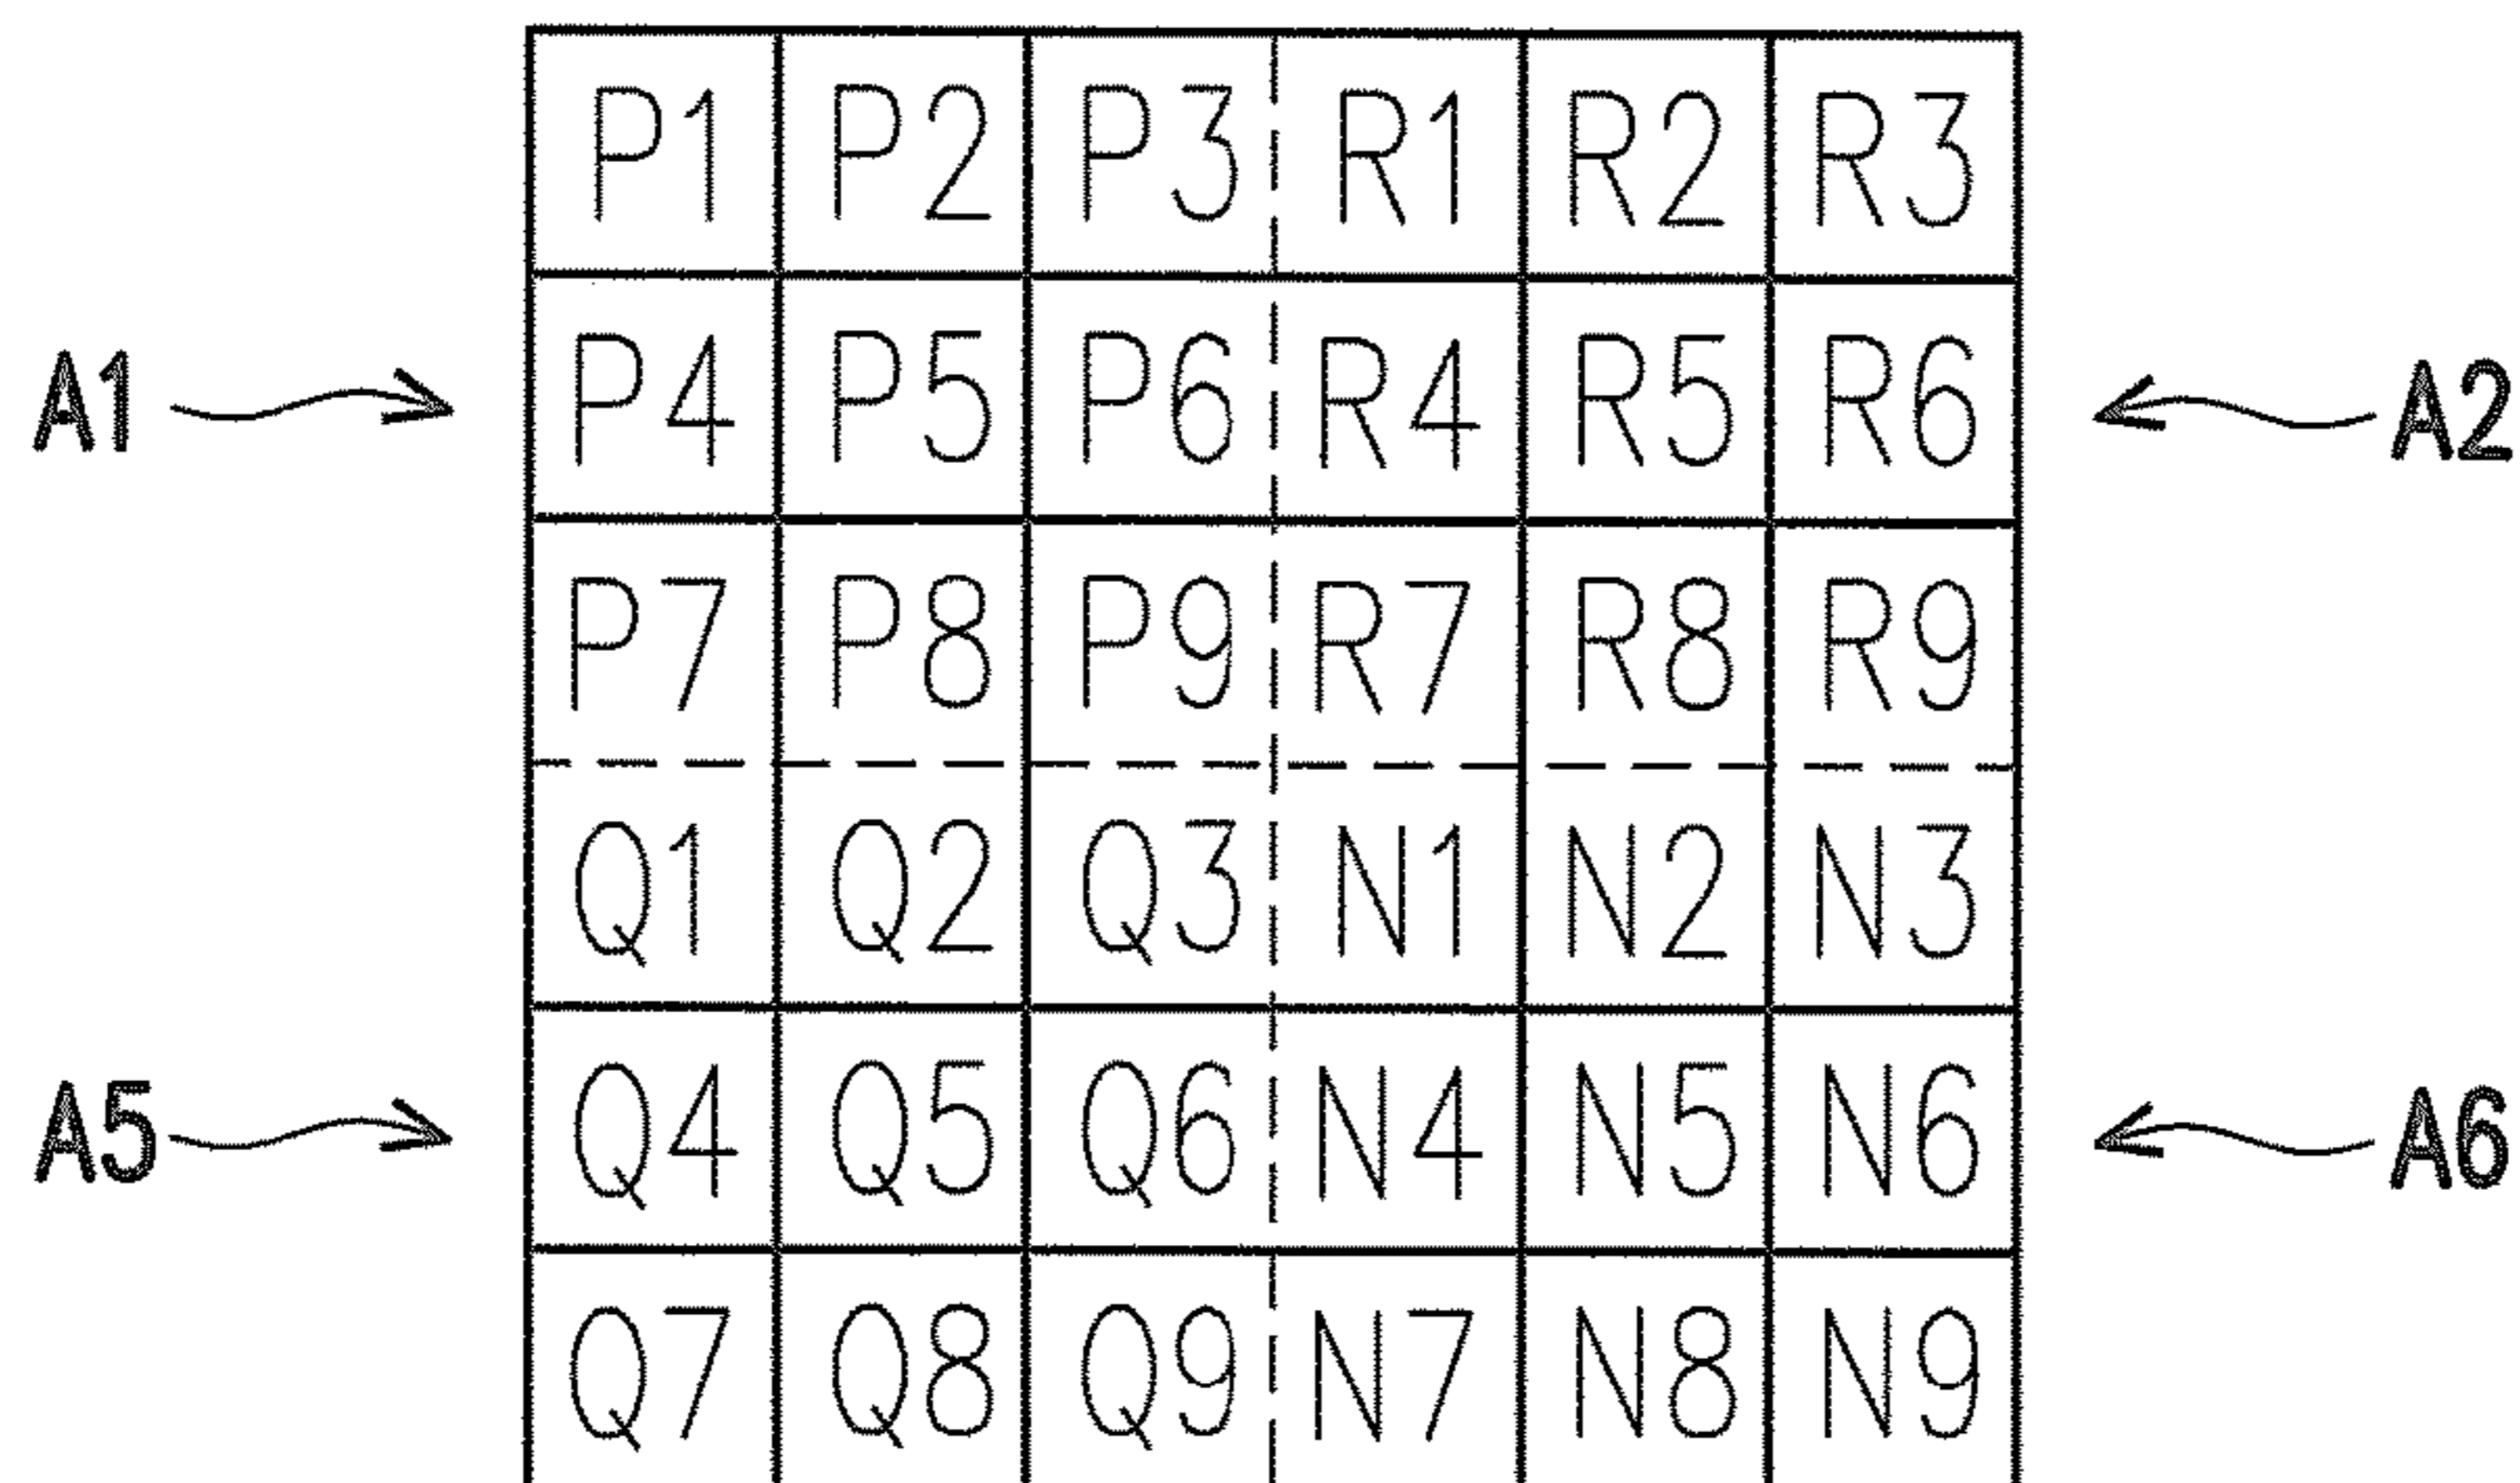 P1 P2 P3 R1 R2 R3
A1 P4 P5 P6 R4 R5 R6 A2
P7 P8 P9 R7 R8 R9
Q1 Q2 Q3 N1 N2 N3
A5 Q4 Q5 Q6 N4 N5 N6 A6
Q7 Q8 Q9 N7 N8 N9